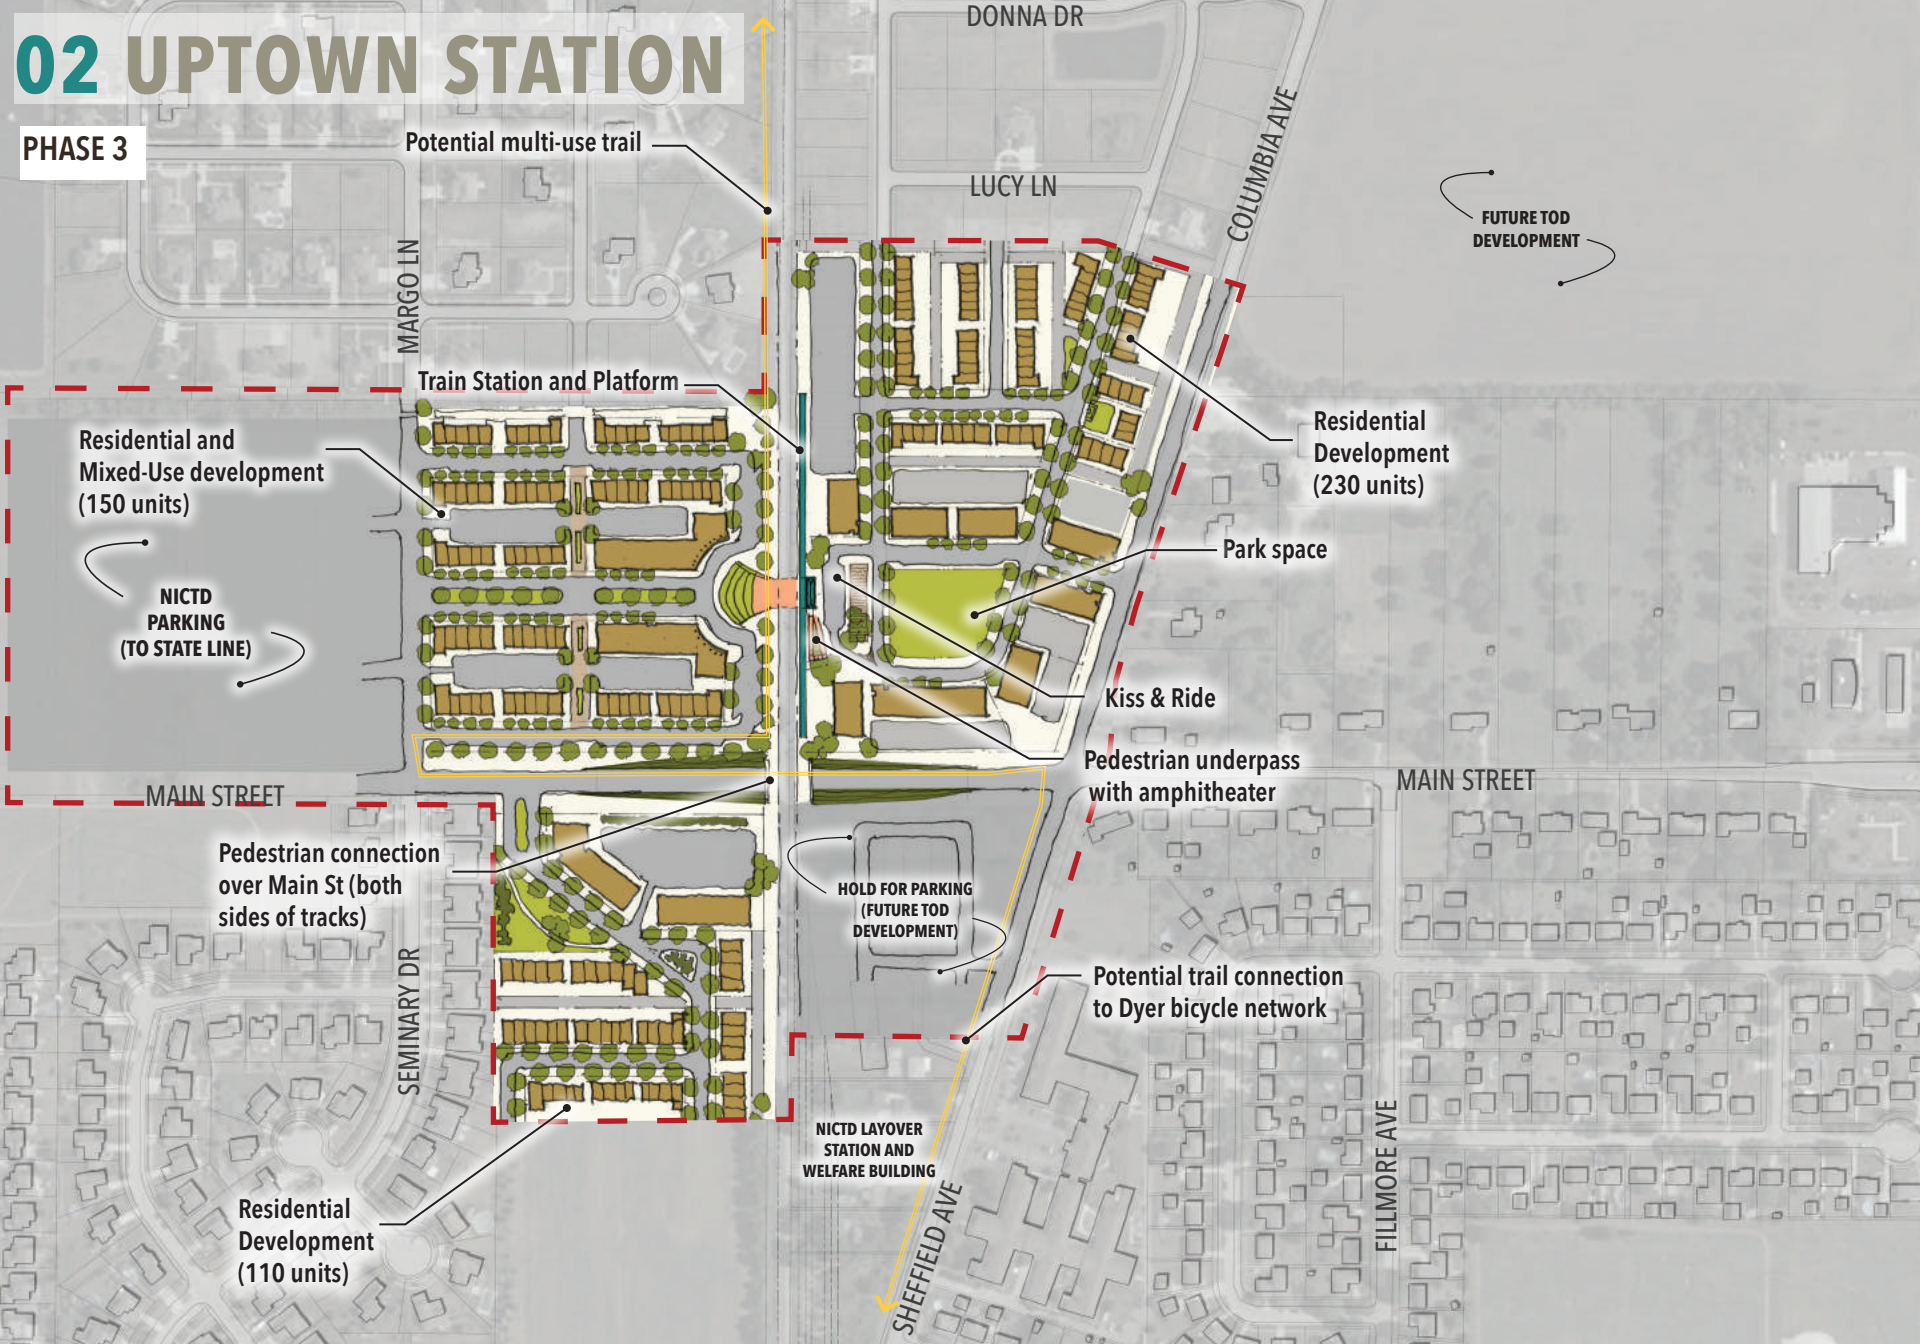 02 UPTOWN STATION
PHASE 3
DONNA DR
Potential multi-use trail
LUCY LN
COLUMBIA AVE
FUTURE TOD
DEVELOPMENT
MARGO LN
Train Station and Platform
Residential and
Mixed-Use development
(150 units)
Residential
Development
(230 units)
Park space
NICTD
PARKING
(TO STATE LINE)
Kiss & Ride
Pedestrian underpass
with amphitheater
MAIN STREET
MAIN STREET
Pedestrian connection
over Main St (both
sides of tracks)
HOLD FOR PARKING
(FUTURE TOD
DEVELOPMENT)
SEMINARY DR
Potential trail connection
to Dyer bicycle network
NICTD LAYOVER
STATION AND
WELFARE BUILDING
FILLMORE AVE
SHEFFIELD AVE
Residential
Development
(110 units)